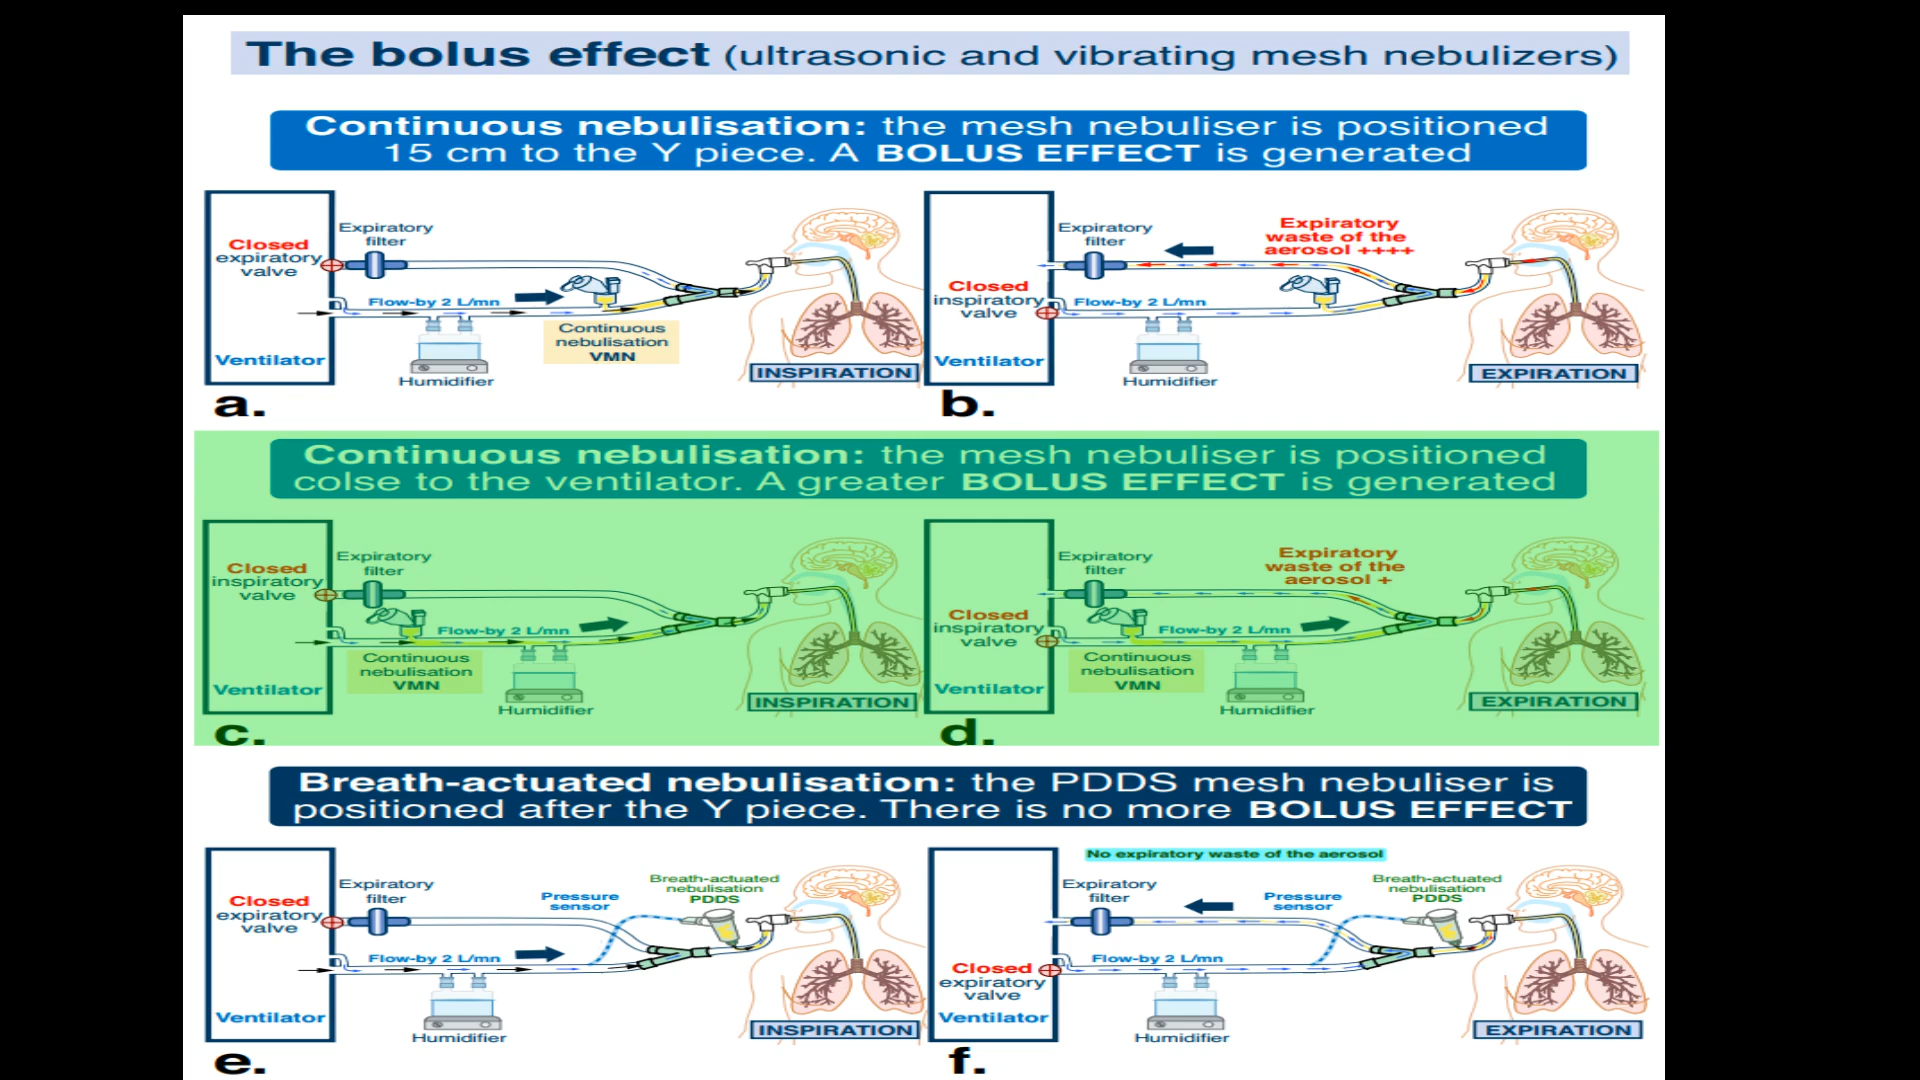 The bolus effect (ultrasonic and vibrating mesh nebulizers)
Continuous nebulisation: the mesh nebuliser is positioned
15 cm to the Y piece. A BOLUS EFFECT is generated
Closed
expiratory
valve
Expiratory
filter
Flow-by 2 L/mn
Continuous
nebulisation
VMN
Ventilator
Humidifier
INSPIRATION
a.
Expiratory
filter
Expiratory
waste of the
aerosol ++++
Closed
inspiratory
valve
Flow-by 2 L/mn
Ventilator
Humidifier
EXPIRATION
b.
Continuous nebulisation: the mesh nebuliser is positioned
colse to the ventilator. A greater BOLUS EFFECT is generated
Closed
inspiratory
valve
Expiratory
filter
Flow-by 2 L/mn
Continuous
nebulisation
VMN
Ventilator
Humidifier
INSPIRATION
c.
Expiratory
filter
Expiratory
waste of the
aerosol +
Closed
inspiratory
valve
Flow-by 2 L/mn
Continuous
nebulisation
VMN
Ventilator
Humidifier
EXPIRATION
d.
Breath-actuated nebulisation: the PDDS mesh nebuliser is
positioned after the Y piece. There is no more BOLUS EFFECT
Closed
expiratory
valve
Expiratory
filter
Pressure
sensor
Breath-actuated
nebulisation
PDDS
Flow-by 2 L/mn
Ventilator
Humidifier
INSPIRATION
e.
No expiratory waste of the aerosol
Expiratory
filter
Pressure
sensor
Breath-actuated
nebulisation
PDDS
Flow-by 2 L/mn
Closed
expiratory
valve
Ventilator
Humidifier
EXPIRATION
f.